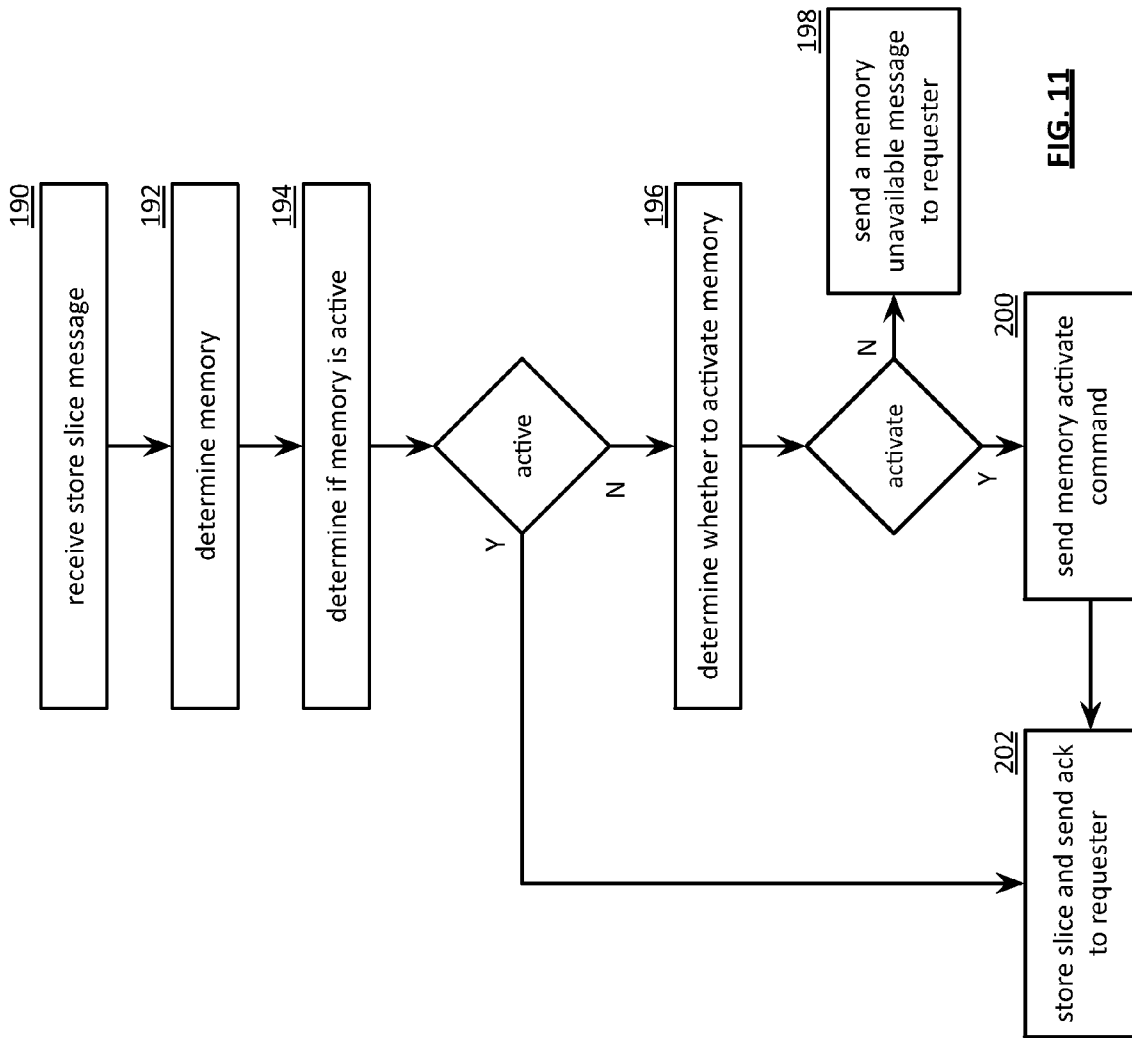 190
receive store slice message
192
determine memory
194
determine if memory is active
active
Y
N
196
determine whether to activate memory
activate
N
Y
198
send a memory
unavailable message
to requester
200
send memory activate
command
202
store slice and send ack
to requester
FIG. 11